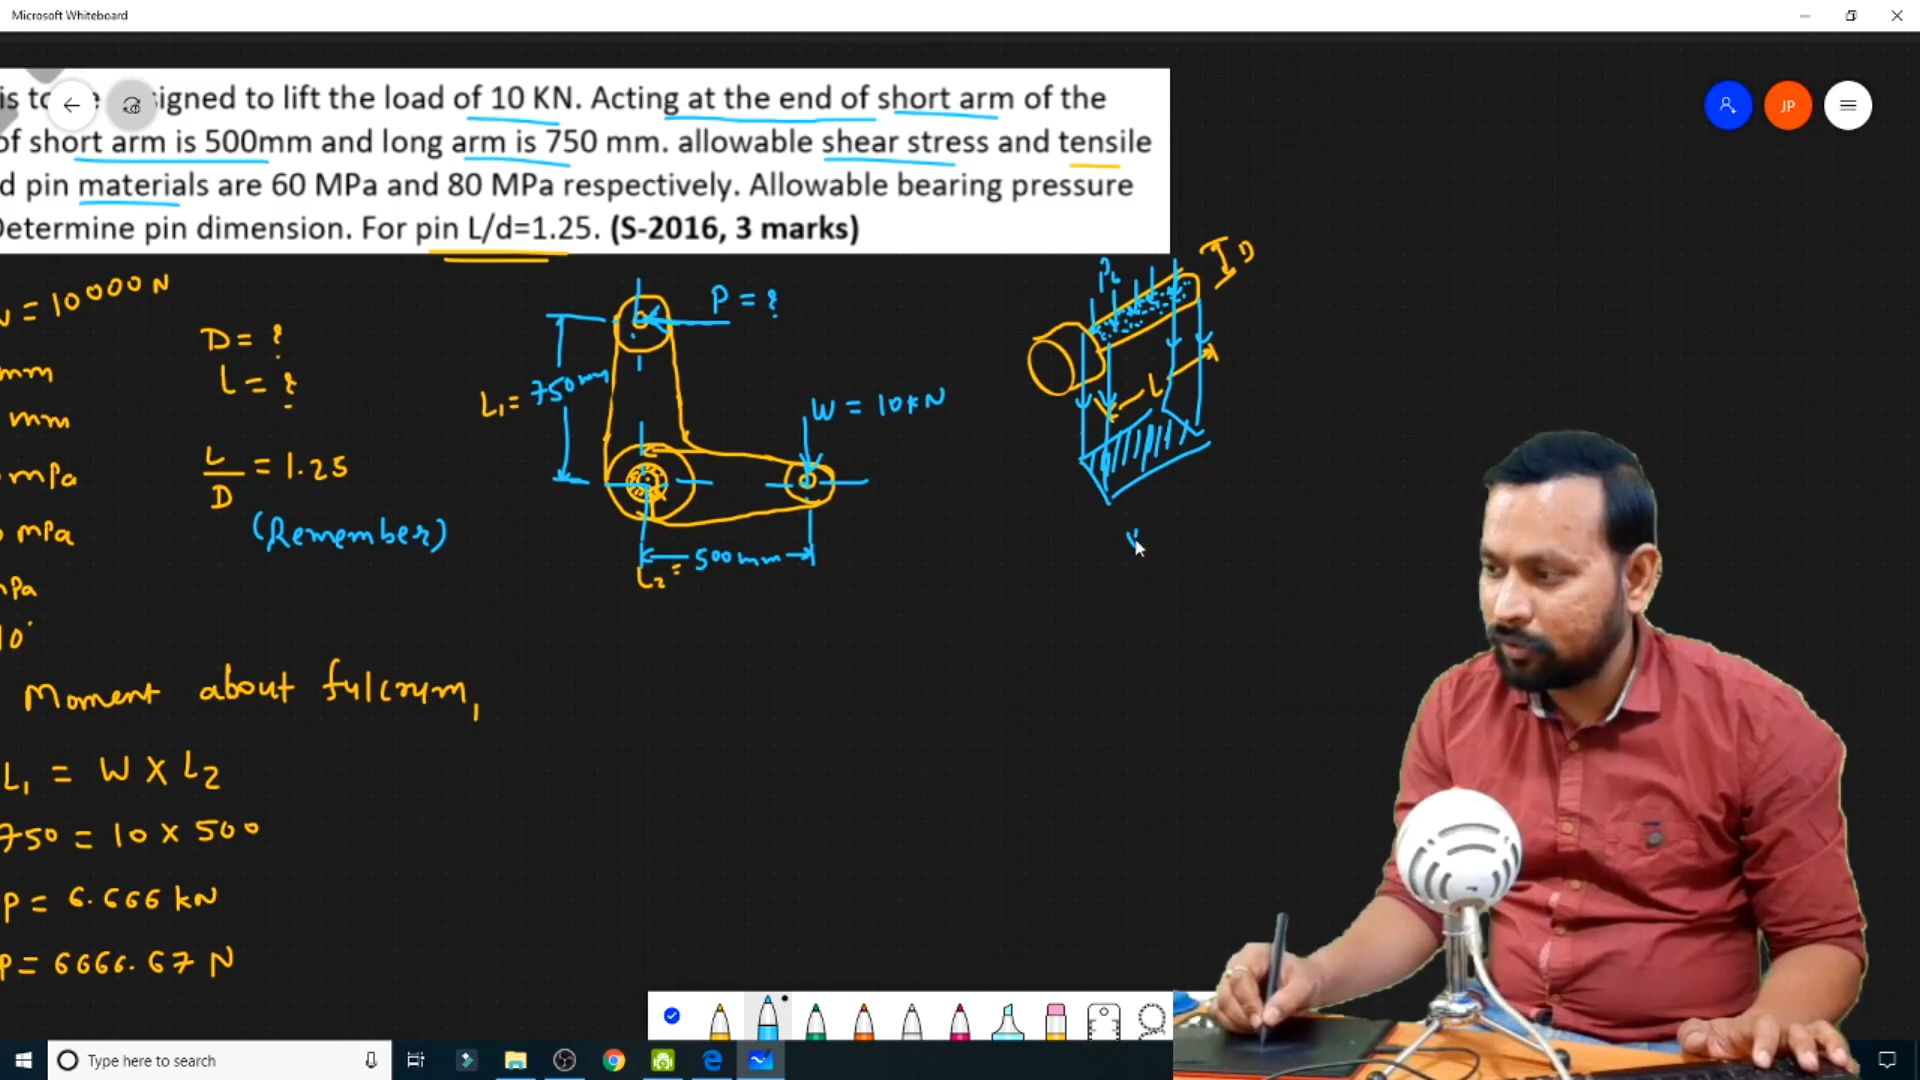 Microsoft Whiteboard
is to igned to lift the load of 10 KN. Acting at the end of short arm of the
of short arm is 500mm and long arm is 750 mm. allowable shear stress and tensile
d pin materials are 60 MPa and 80 MPa respectively. Allowable bearing pressure
Determine pin dimension. For pin L/d=1.25. (S-2016, 3 marks)
JP
= 10000 N
mm
mm
mpa
mpa
mpa
10°
D = ?
L = ?
L/D = 1.25
(Remember)
P = ?
L₁ = 750mm
W = 10kN
L₂ = 500mm
D
L
Moment about fulcrum,
L₁ = W X L₂
750 = 10 x 500
P = 6.666 kN
P = 6666.67 N
Type here to search